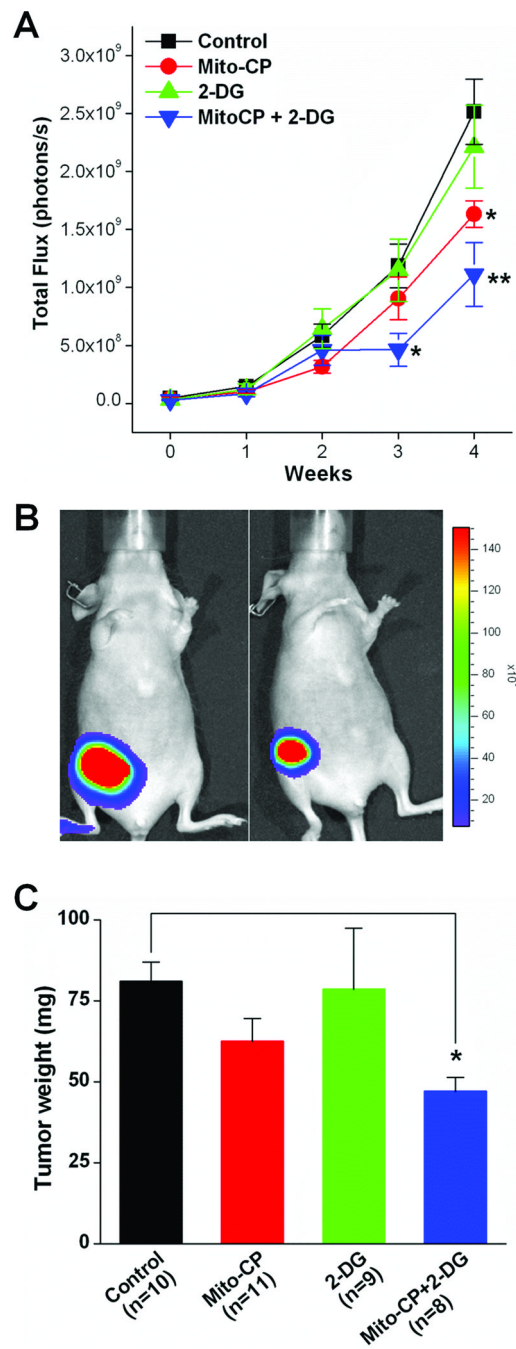 A
Control
Mito-CP
2-DG
MitoCP + 2-DG
Total Flux (photons/s)
3.0x10⁹
2.5x10⁹
2.0x10⁹
1.5x10⁹
1.0x10⁹
5.0x10⁸
0.0
*
**
*
0 1 2 3 4
Weeks
B
140
120
100
80
60
40
20
C
Tumor weight (mg)
100
75
50
25
0
*
Control
(n=10)
Mito-CP
(n=11)
2-DG
(n=9)
Mito-CP+2-DG
(n=8)